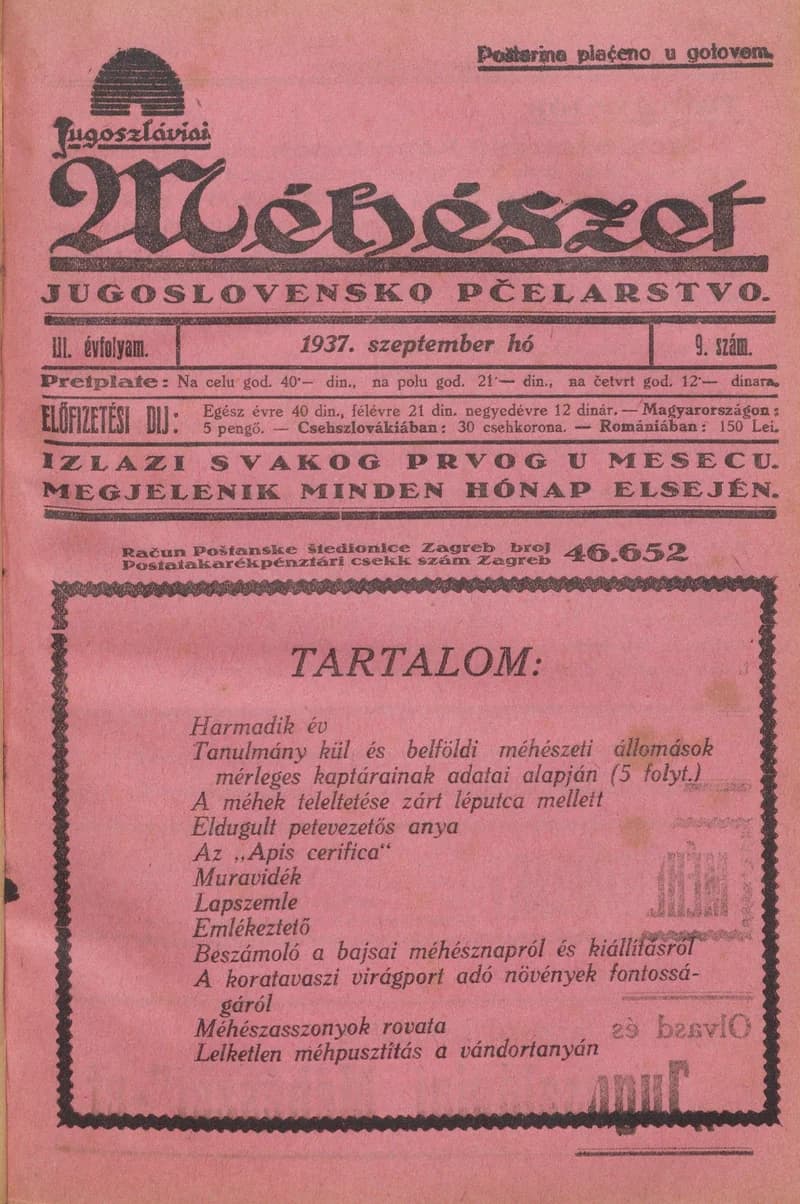 Poštarina plaćeno u gotovom.
Jugoszláviai
Méhészet
JUGOSLOVENSKO PČELARSTVO.
III. évfolyam.
1937. szeptember hó
9. szám.
Pretplate: Na celu god. 40·— din., na polu god. 21·— din., na četvrt god. 12·— dinara.
ELŐFIZETÉSI DIJ:
Egész évre 40 din., félévre 21 din. negyedévre 12 dinár. — Magyarországon:
5 pengő. — Csehszlovákiában: 30 csehkorona. — Romániában: 150 Lei.
IZLAZI SVAKOG PRVOG U MESECU.
MEGJELENIK MINDEN HÓNAP ELSEJÉN.
Račun Poštanske štedionice Zagreb broj
Postatakarékpénztári csekk szám Zagreb
46.652
TARTALOM:
Harmadik év
Tanulmány kül és belföldi méhészeti állomások
mérleges kaptárainak adatai alapján (5 folyt.)
A méhek teleltetése zárt léputca mellett
Eldugult petevezetős anya
Az „Apis cerifica"
Muravidék
Lapszemle
Emlékeztető
Beszámoló a bajsai méhésznapról és kiállításról
A koratavaszi virágport adó növények fontossá-
gáról
Méhészasszonyok rovata
Lelketlen méhpusztítás a vándortanyán